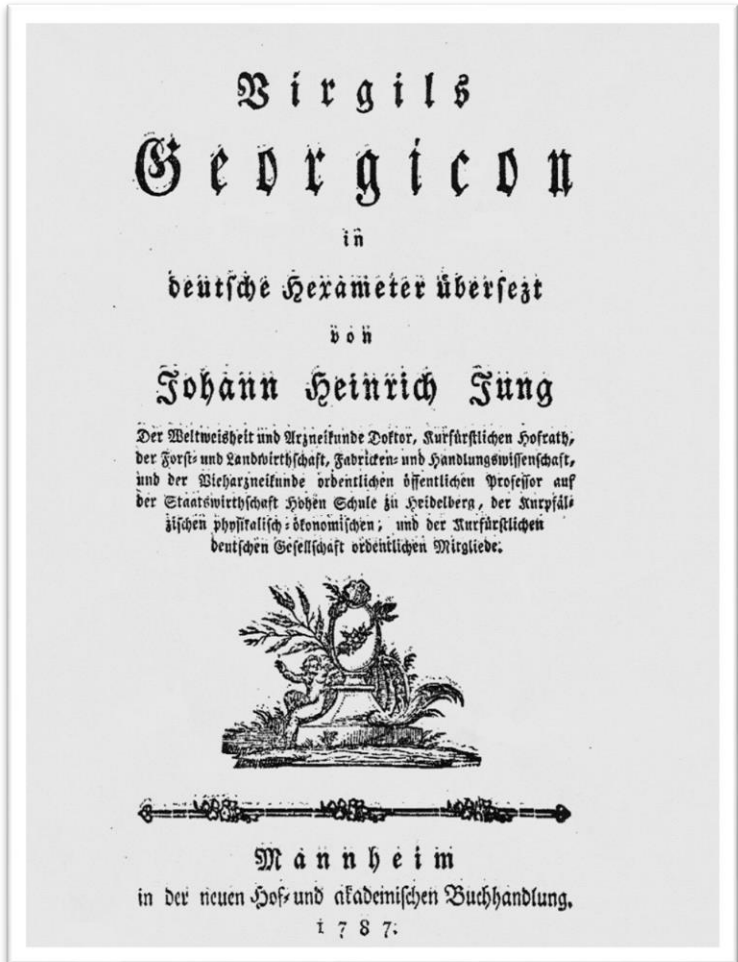 Virgils
Georgicon
in
deutsche Hexameter übersezt
von
Johann Heinrich Jung
Der Weltweisheit und Arzneikunde Doktor, Kurfürstlichen Hofrath,
der Forst- und Landwirthschaft, Fabricken- und Handlungswissenschaft,
und der Vieharzneikunde ordentlichen öffentlichen Professor auf
der Staatswirthschaft Hohen Schule zu Heidelberg, der Kurpfäl-
zischen physikalisch-ökonomischen; und der Kurfürstlichen
deutschen Gesellschaft ordentlichen Mitgliede.
Mannheim
in der neuen Hof- und akademischen Buchhandlung.
1787.